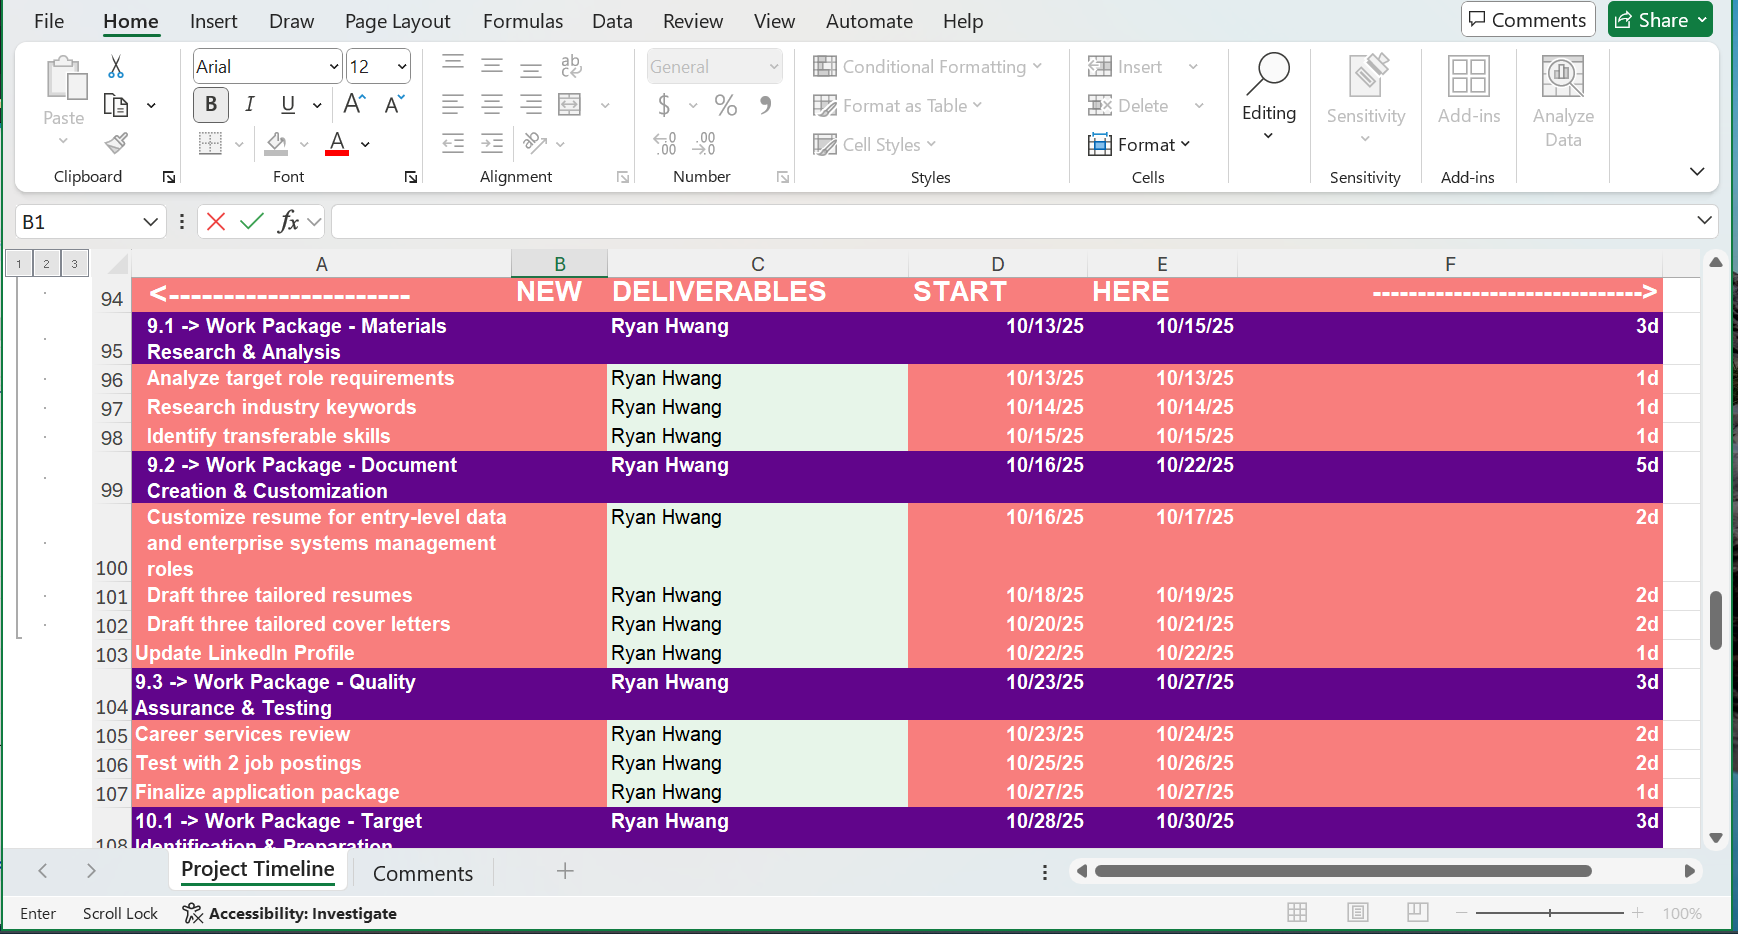 File Home Insert Draw Page Layout Formulas Data Review View Automate Help Comments Share
Paste
Clipboard
Arial 12
B I U A A
A
Font
ab
c
Alignment
General
$ % 9
.00 .00
Number
Conditional Formatting
Format as Table
Cell Styles
Styles
Insert
Delete
Format
Cells
Editing
Sensitivity
Sensitivity
Add-ins
Add-ins
Analyze
Data
B1 fx
1 2 3 A B C D E F
94 <---------------------- NEW DELIVERABLES START HERE ------------------------------>
95 9.1 -> Work Package - Materials Research & Analysis Ryan Hwang 10/13/25 10/15/25 3d
96 Analyze target role requirements Ryan Hwang 10/13/25 10/13/25 1d
97 Research industry keywords Ryan Hwang 10/14/25 10/14/25 1d
98 Identify transferable skills Ryan Hwang 10/15/25 10/15/25 1d
99 9.2 -> Work Package - Document Creation & Customization Ryan Hwang 10/16/25 10/22/25 5d
100 Customize resume for entry-level data and enterprise systems management roles Ryan Hwang 10/16/25 10/17/25 2d
101 Draft three tailored resumes Ryan Hwang 10/18/25 10/19/25 2d
102 Draft three tailored cover letters Ryan Hwang 10/20/25 10/21/25 2d
103 Update LinkedIn Profile Ryan Hwang 10/22/25 10/22/25 1d
104 9.3 -> Work Package - Quality Assurance & Testing Ryan Hwang 10/23/25 10/27/25 3d
105 Career services review Ryan Hwang 10/23/25 10/24/25 2d
106 Test with 2 job postings Ryan Hwang 10/25/25 10/26/25 2d
107 Finalize application package Ryan Hwang 10/27/25 10/27/25 1d
108 10.1 -> Work Package - Target Identification & Preparation Ryan Hwang 10/28/25 10/30/25 3d
Project Timeline Comments
Enter Scroll Lock Accessibility: Investigate 100%